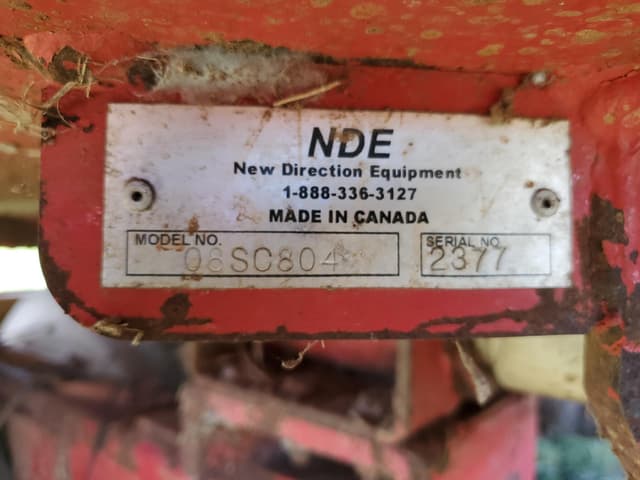 NDE
New Direction Equipment
1-888-336-3127
MADE IN CANADA
MODEL NO. 08SC804
SERIAL NO. 2377